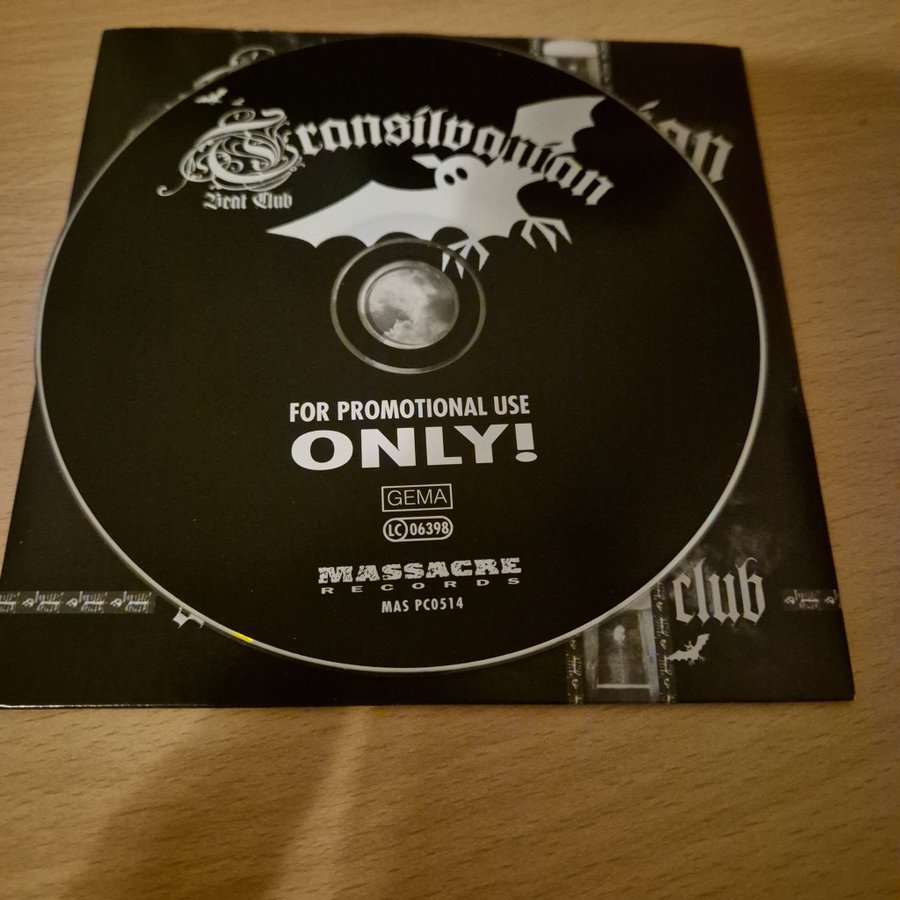 Transilvanian
Beat Club
FOR PROMOTIONAL USE
ONLY!
GEMA
LC 06398
MASSACRE
RECORDS
MAS PC0514
club